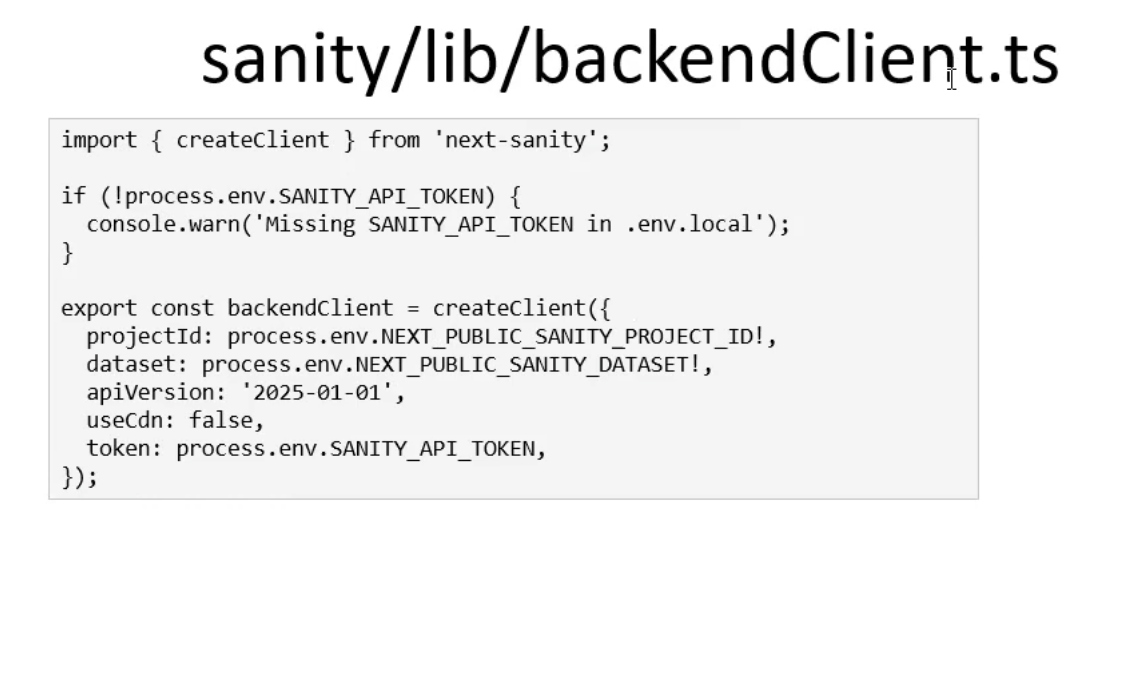 sanity/lib/backendClient.ts
import { createClient } from 'next-sanity';
if (!process.env.SANITY_API_TOKEN) {
  console.warn('Missing SANITY_API_TOKEN in .env.local');
}
export const backendClient = createClient({
  projectId: process.env.NEXT_PUBLIC_SANITY_PROJECT_ID!,
  dataset: process.env.NEXT_PUBLIC_SANITY_DATASET!,
  apiVersion: '2025-01-01',
  useCdn: false,
  token: process.env.SANITY_API_TOKEN,
});